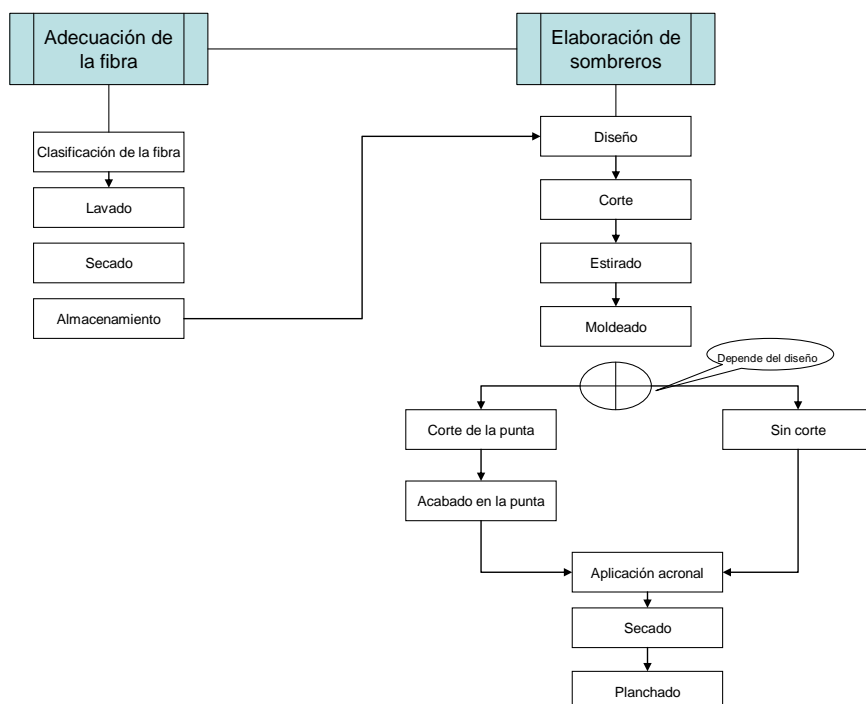 Adecuación de
la fibra
Clasificación de la fibra
Lavado
Secado
Almacenamiento
Elaboración de
sombreros
Diseño
Corte
Estirado
Moldeado
Depende del diseño
Corte de la punta
Sin corte
Acabado en la punta
Aplicación acronal
Secado
Planchado